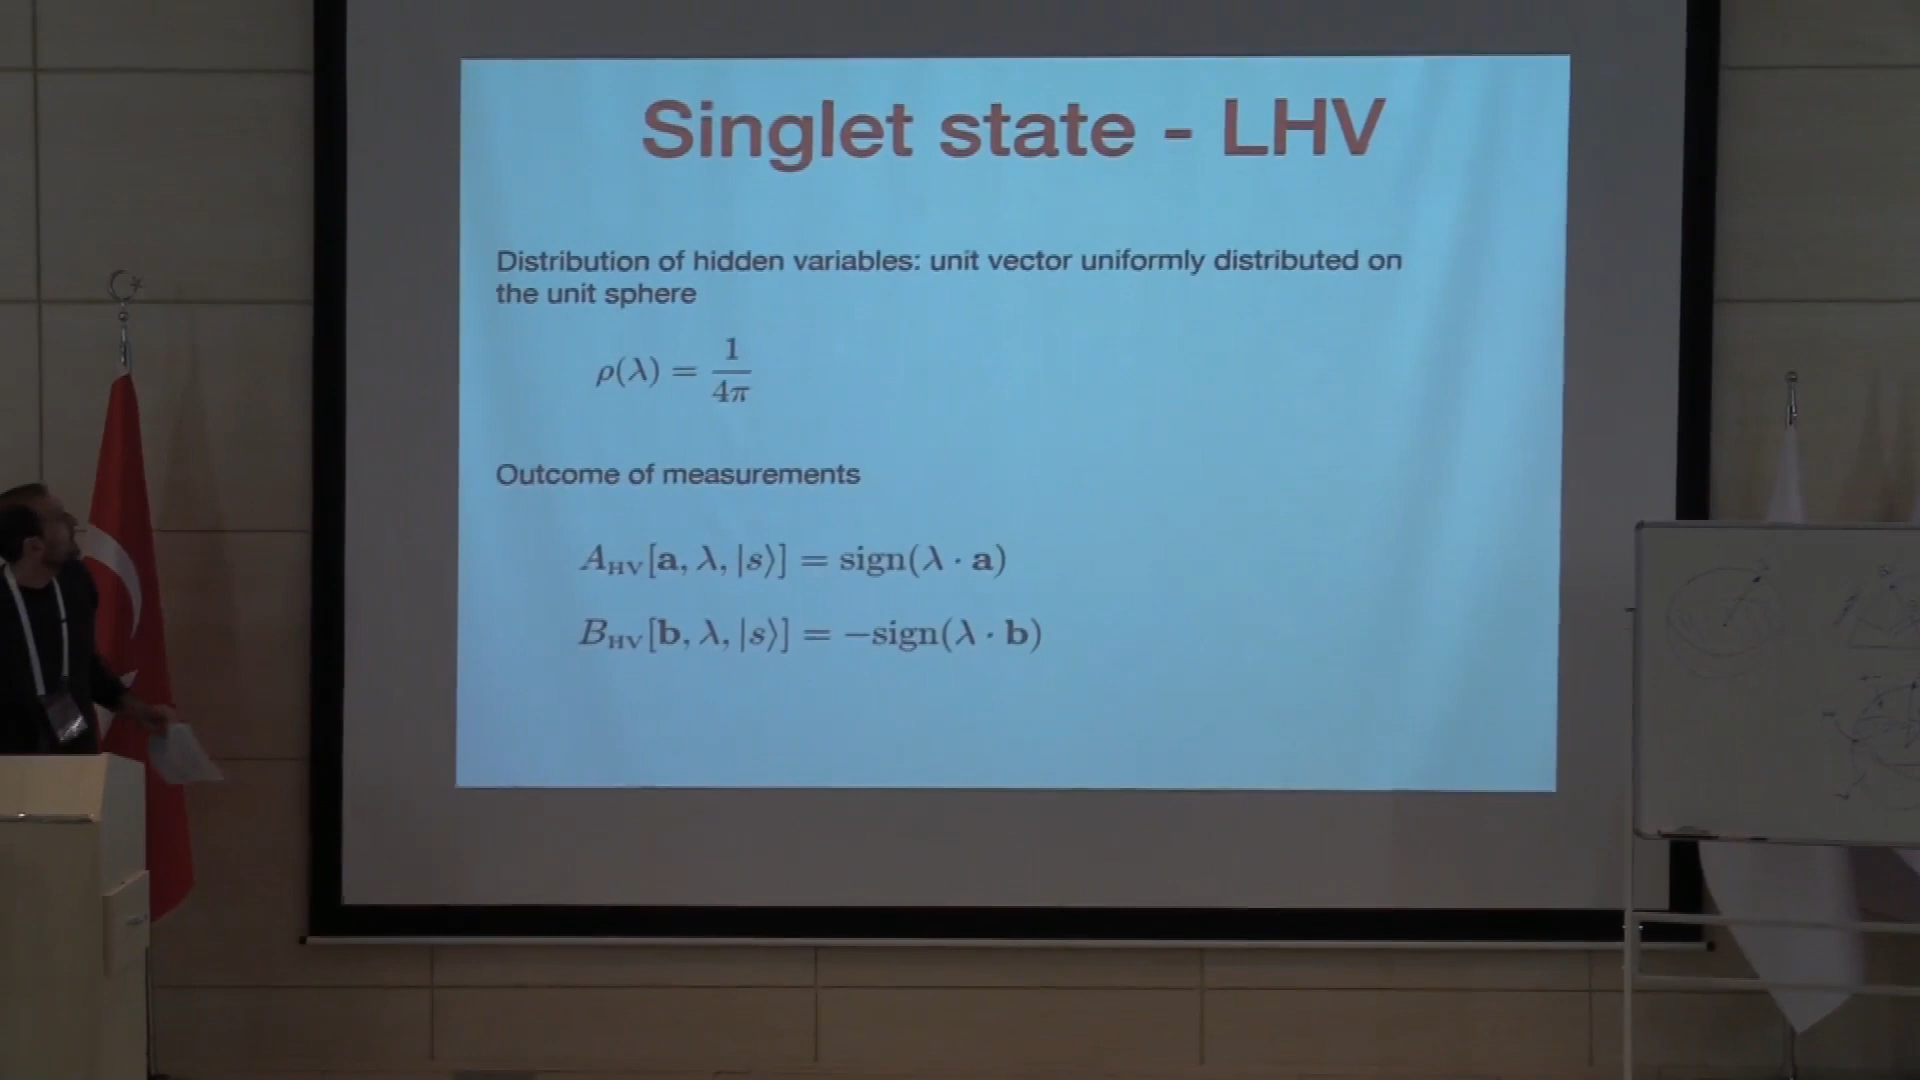 Singlet state - LHV
Distribution of hidden variables: unit vector uniformly distributed on
the unit sphere
ρ(λ) = 1/4π
Outcome of measurements
A_HV[a, λ, |s⟩] = sign(λ · a)
B_HV[b, λ, |s⟩] = −sign(λ · b)